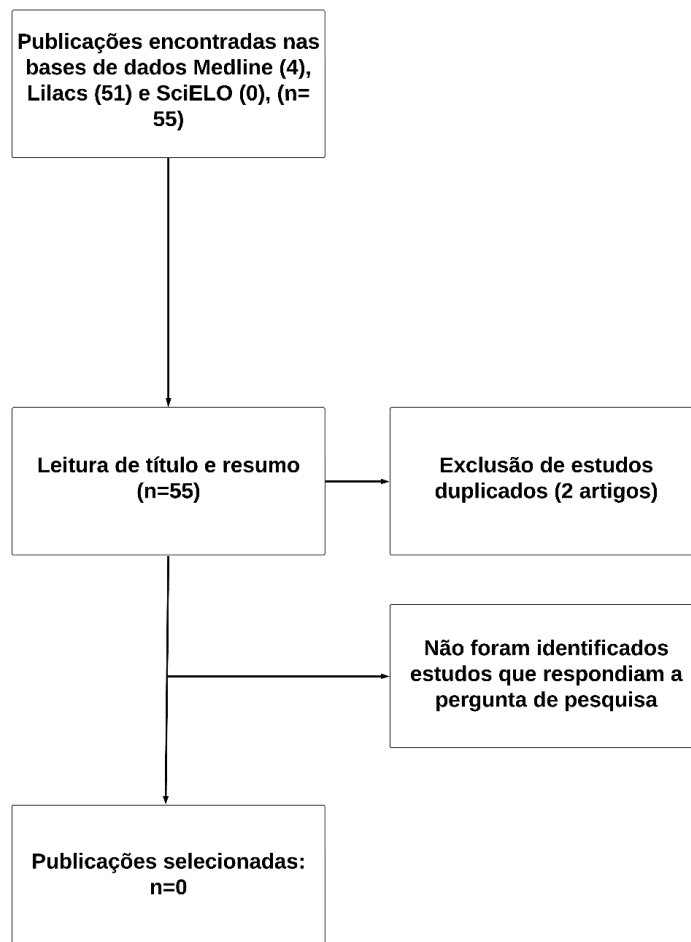 Publicações encontradas nas
bases de dados Medline (4),
Lilacs (51) e SciELO (0), (n=
55)
Leitura de título e resumo
(n=55)
Exclusão de estudos
duplicados (2 artigos)
Não foram identificados
estudos que respondiam a
pergunta de pesquisa
Publicações selecionadas:
n=0